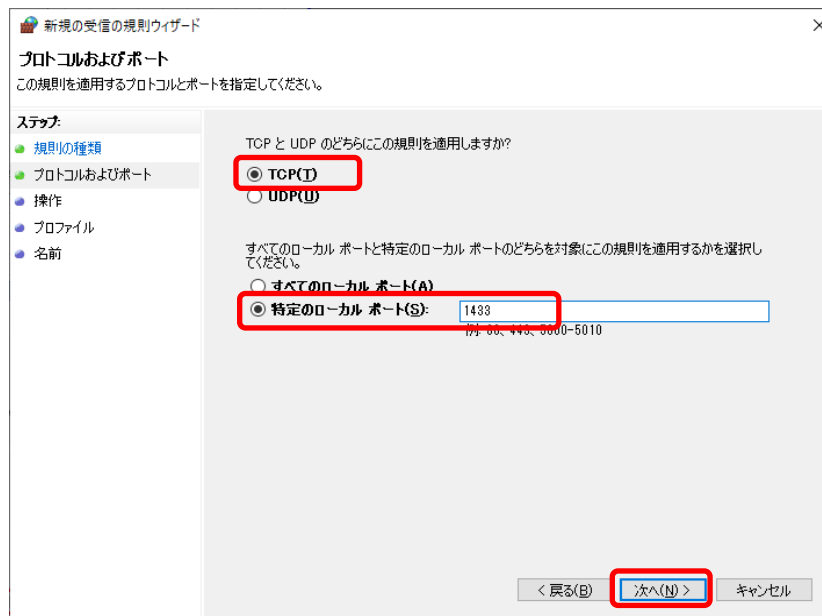 新規の受信の規則ウィザード
プロトコルおよびポート
この規則を適用するプロトコルとポートを指定してください。
ステップ:
規則の種類
プロトコルおよびポート
操作
プロファイル
名前
TCP と UDP のどちらにこの規則を適用しますか?
TCP(T)
UDP(U)
すべてのローカル ポートと特定のローカル ポートのどちらを対象にこの規則を適用するかを選択し
てください。
すべてのローカル ポート(A)
特定のローカル ポート(S):
1433
例: 80、443、5000-5010
< 戻る(B)
次へ(N) >
キャンセル